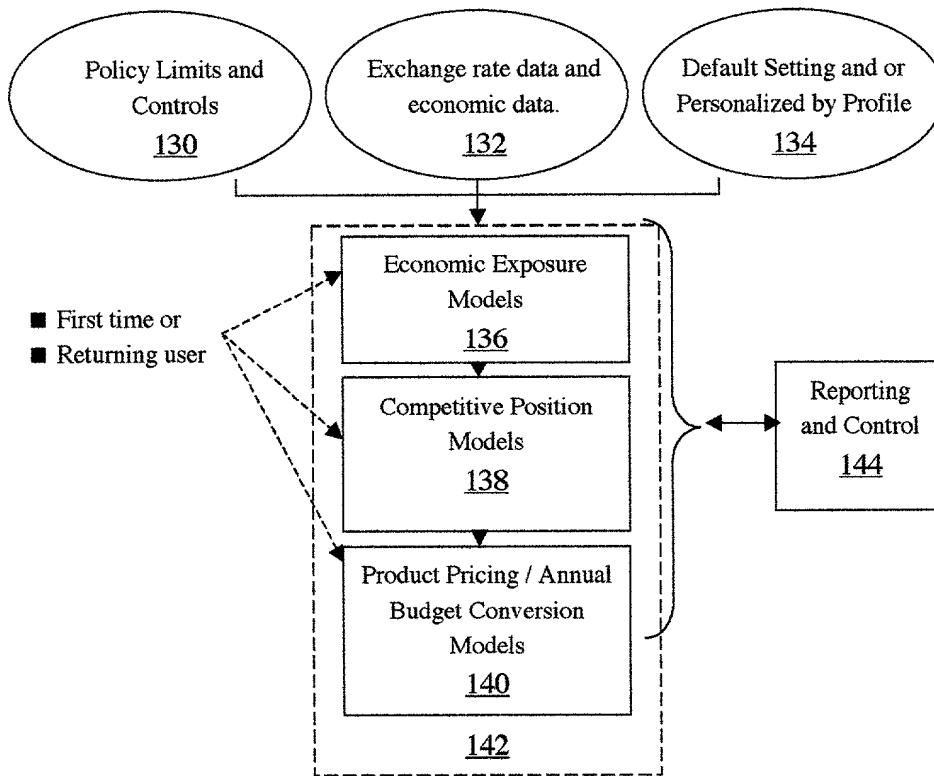 Policy Limits and
Controls
130
Exchange rate data and
economic data.
132
Default Setting and or
Personalized by Profile
134
Economic Exposure
Models
136
■ First time or
■ Returning user
Competitive Position
Models
138
Reporting
and Control
144
Product Pricing / Annual
Budget Conversion
Models
140
142